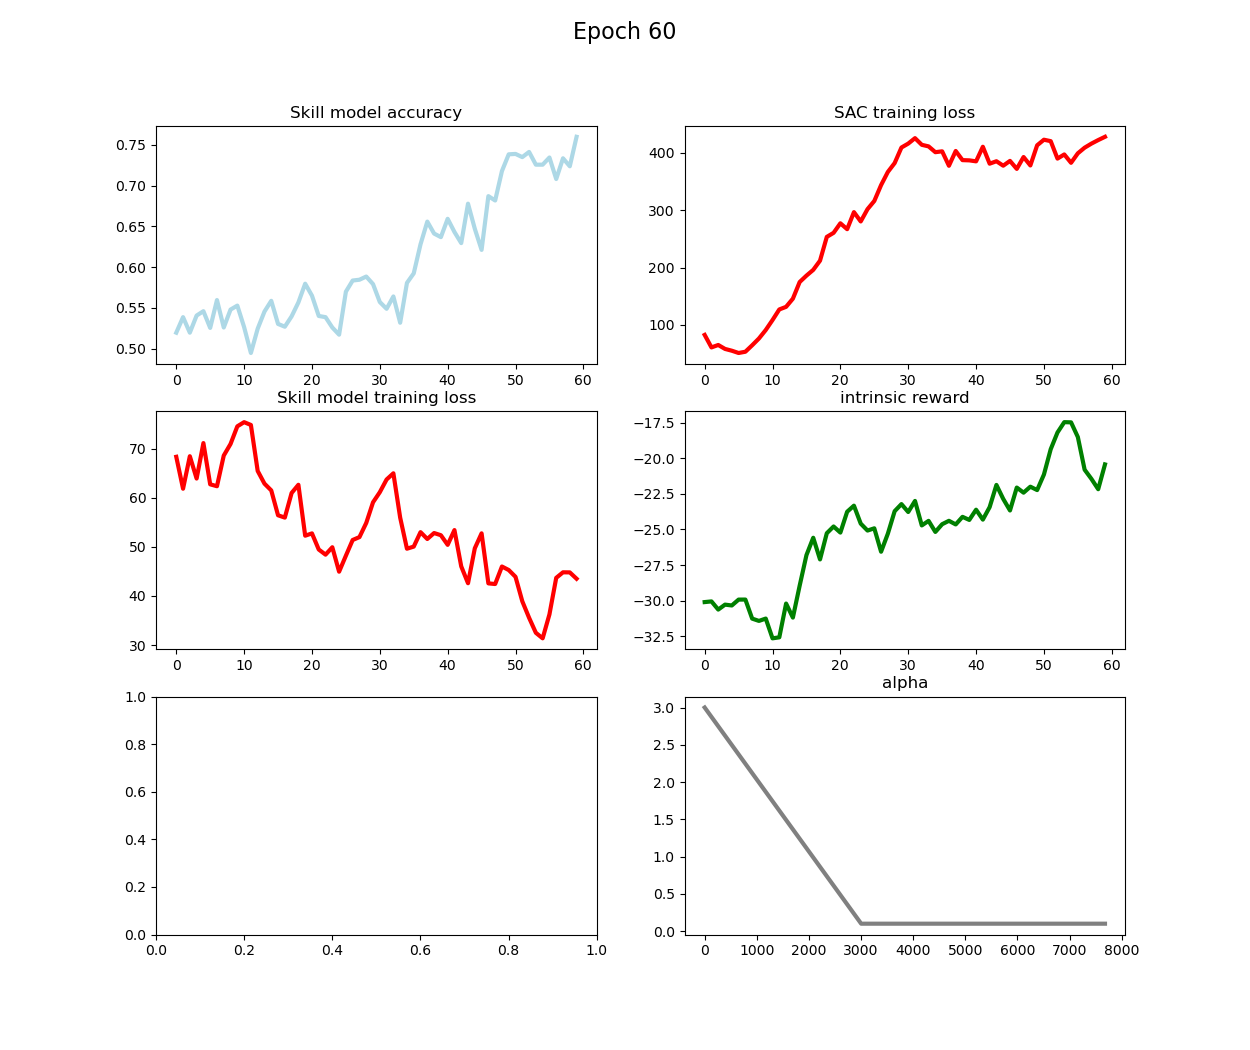 Epoch 60
Skill model accuracy
0.75
0.70
0.65
0.60
0.55
0.50
0 10 20 30 40 50 60
SAC training loss
400
300
200
100
0 10 20 30 40 50 60
Skill model training loss
70
60
50
40
30
0 10 20 30 40 50 60
intrinsic reward
−17.5
−20.0
−22.5
−25.0
−27.5
−30.0
−32.5
0 10 20 30 40 50 60
1.0
0.8
0.6
0.4
0.2
0.0
0.0 0.2 0.4 0.6 0.8 1.0
alpha
3.0
2.5
2.0
1.5
1.0
0.5
0.0
0 1000 2000 3000 4000 5000 6000 7000 8000